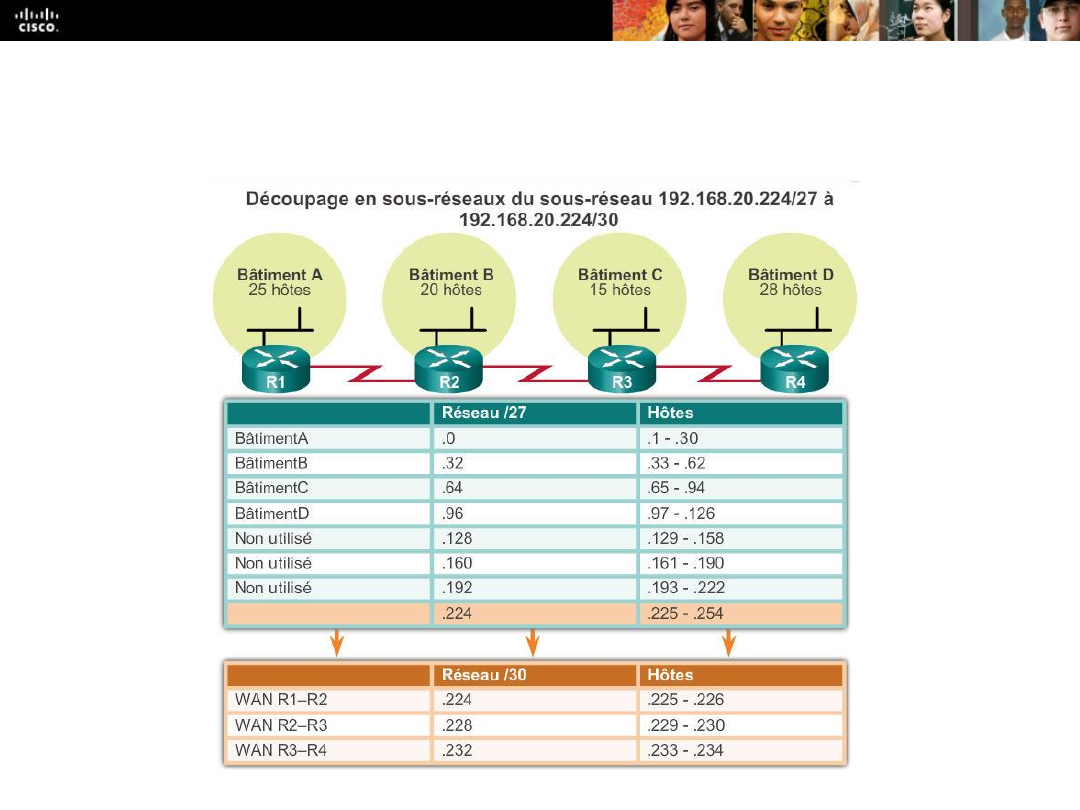 CISCO.
Découpage en sous-réseaux du sous-réseau 192.168.20.224/27 à
192.168.20.224/30
Bâtiment A
25 hôtes
Bâtiment B
20 hôtes
Bâtiment C
15 hôtes
Bâtiment D
28 hôtes
R1
R2
R3
R4
Réseau /27 Hôtes
BâtimentA .0 .1 - .30
BâtimentB .32 .33 - .62
BâtimentC .64 .65 - .94
BâtimentD .96 .97 - .126
Non utilisé .128 .129 - .158
Non utilisé .160 .161 - .190
Non utilisé .192 .193 - .222
.224 .225 - .254
Réseau /30 Hôtes
WAN R1–R2 .224 .225 - .226
WAN R2–R3 .228 .229 - .230
WAN R3–R4 .232 .233 - .234